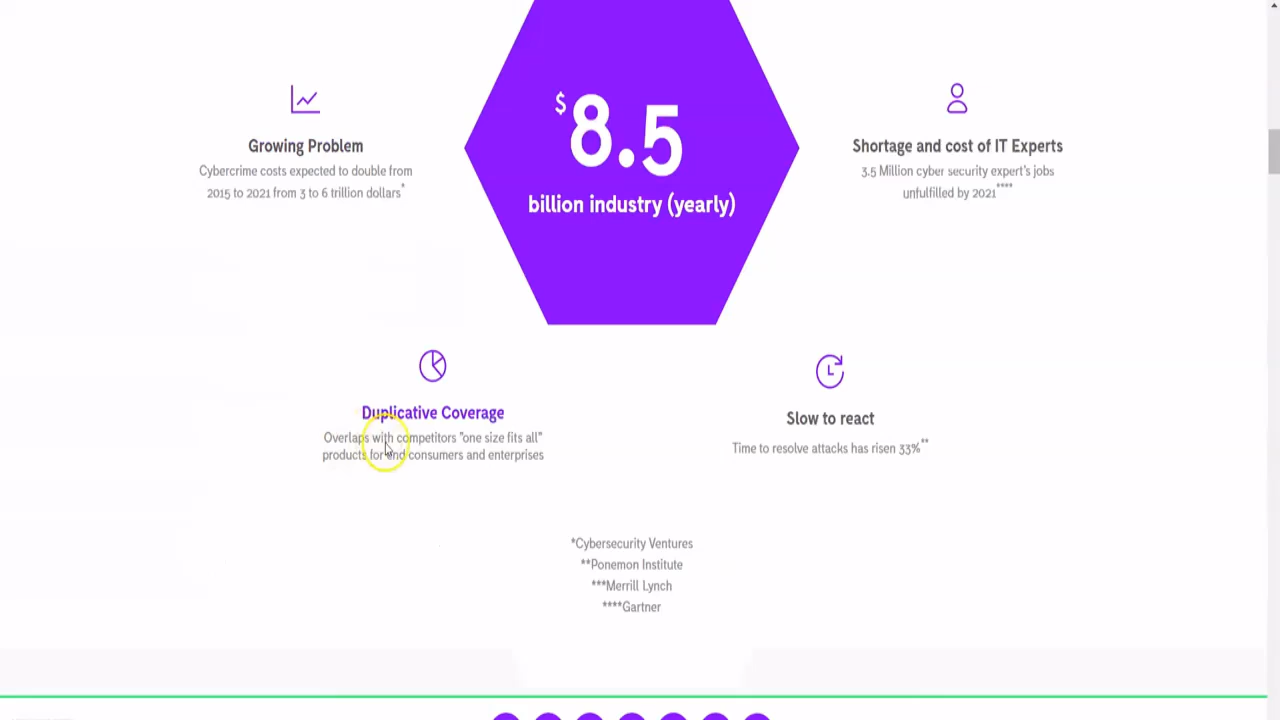 $8.5
billion industry (yearly)
Growing Problem
Cybercrime costs expected to double from
2015 to 2021 from 3 to 6 trillion dollars*
Shortage and cost of IT Experts
3.5 Million cyber security expert's jobs
unfulfilled by 2021****
Duplicative Coverage
Overlaps with competitors "one size fits all"
products for end consumers and enterprises
Slow to react
Time to resolve attacks has risen 33%**
*Cybersecurity Ventures
**Ponemon Institute
***Merrill Lynch
****Gartner